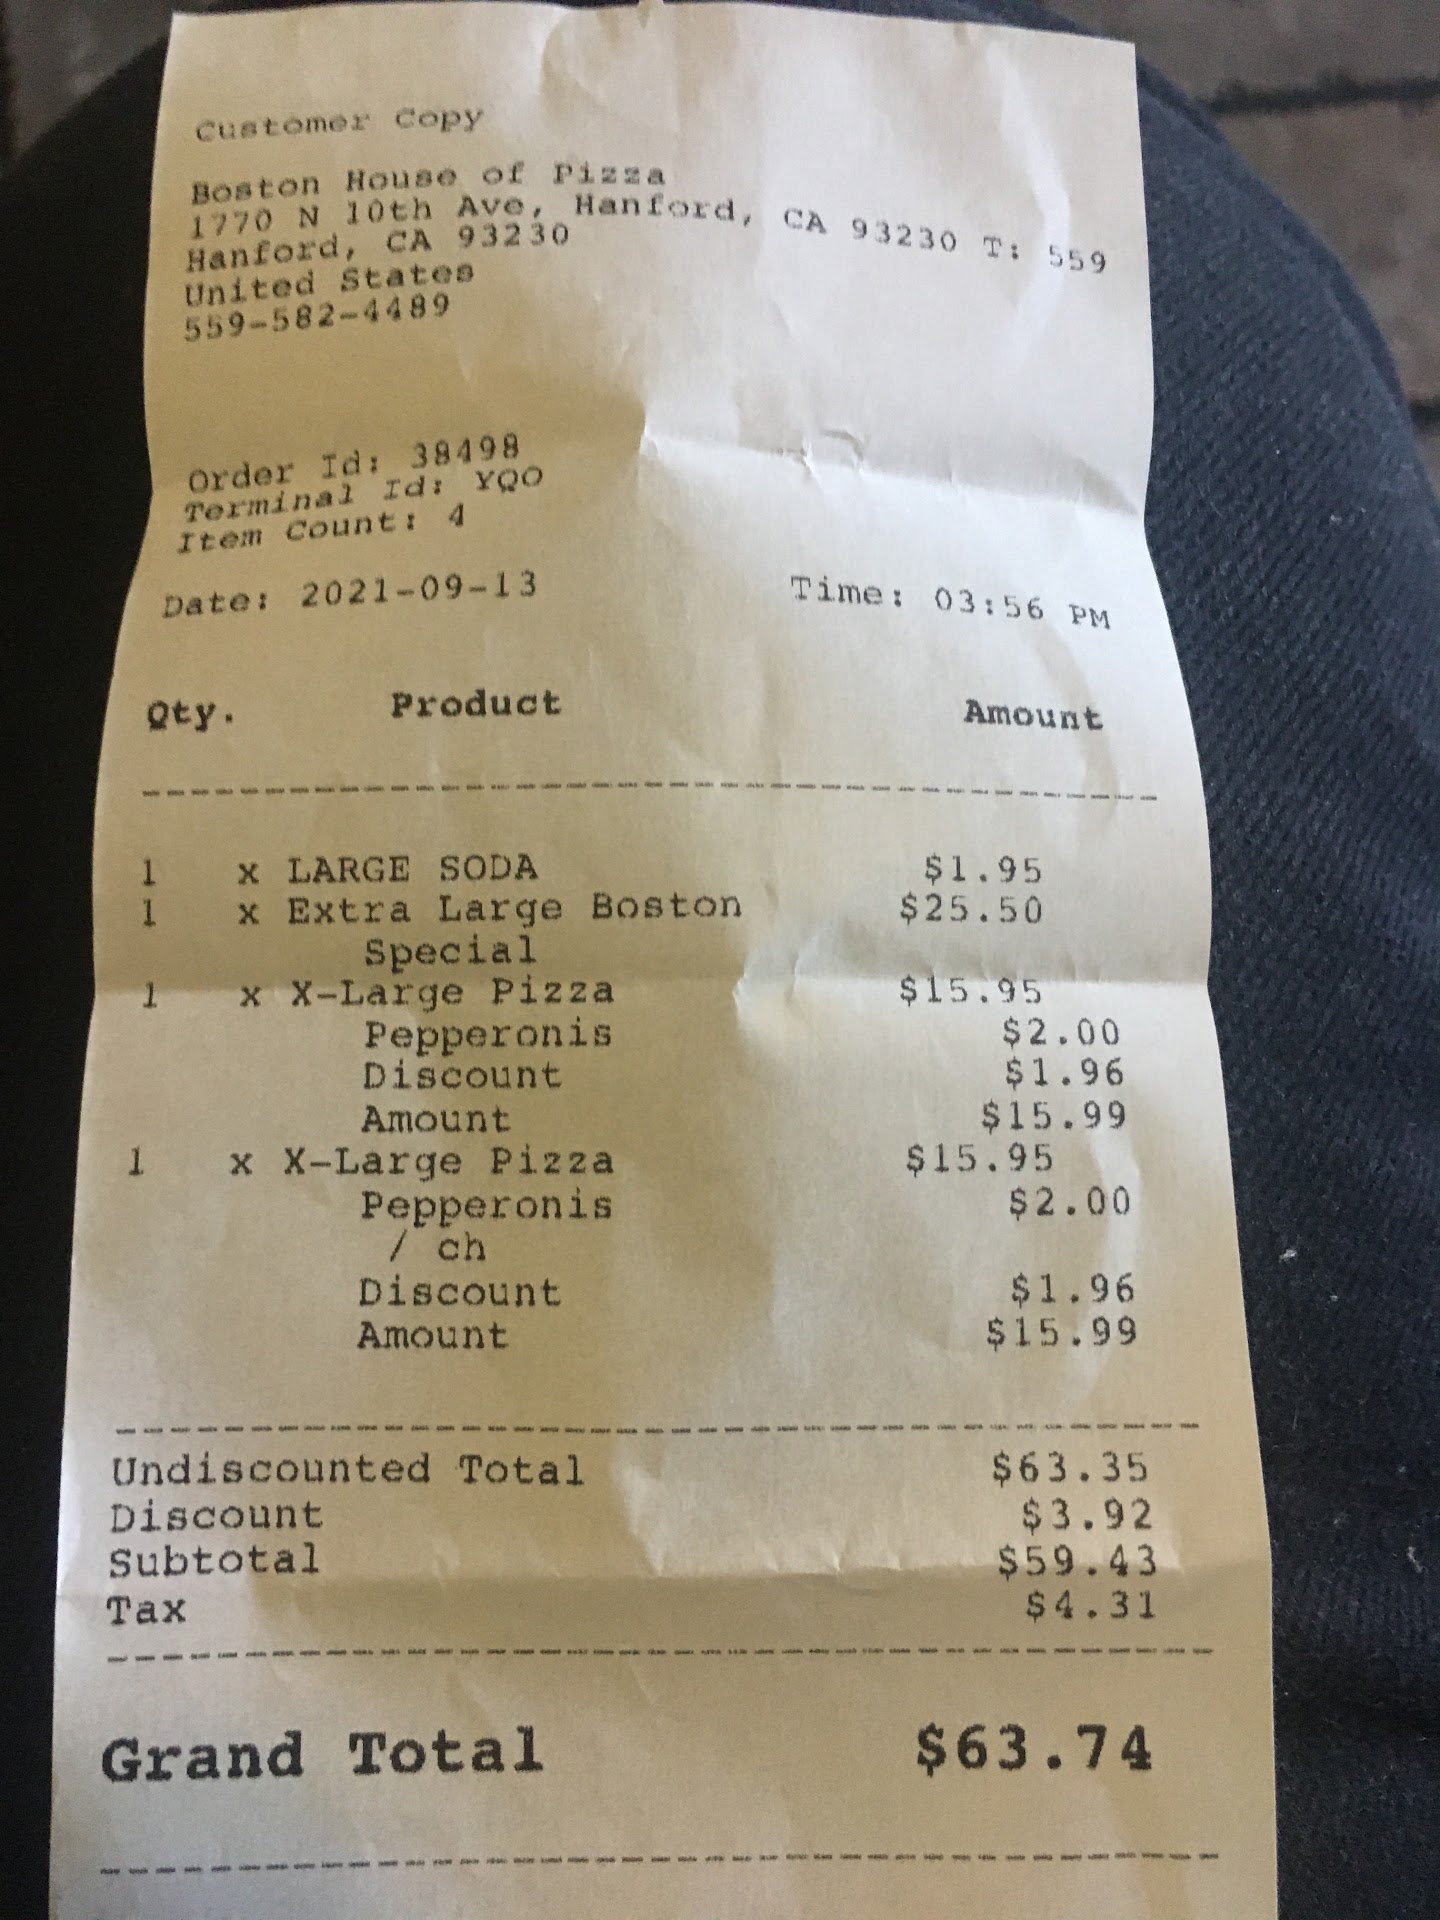 Customer Copy
Boston House of Pizza
1770 N 10th Ave, Hanford, CA 93230 T: 559
Hanford, CA 93230
United States
559-582-4489
Order Id: 38498
Terminal Id: YQO
Item Count: 4
Date: 2021-09-13 Time: 03:56 PM
Qty. Product Amount
1 x LARGE SODA $1.95
1 x Extra Large Boston $25.50
Special
1 x X-Large Pizza $15.95
Pepperonis $2.00
Discount $1.96
Amount $15.99
1 x X-Large Pizza $15.95
Pepperonis $2.00
/ ch
Discount $1.96
Amount $15.99
Undiscounted Total $63.35
Discount $3.92
Subtotal $59.43
Tax $4.31
Grand Total $63.74